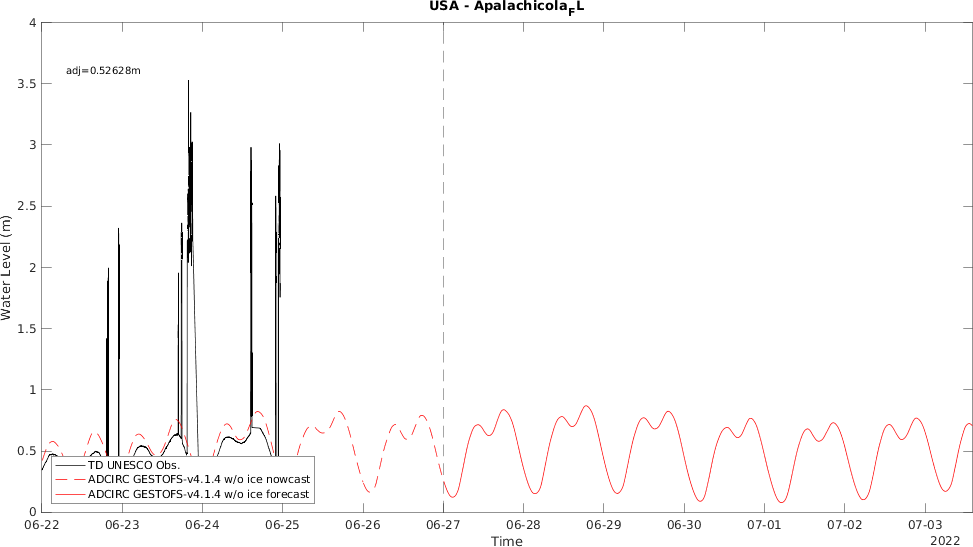 USA - Apalachicola_FL
4
adj=0.52628m
3.5
3
2.5
2
1.5
1
0.5
0
Water Level (m)
TD UNESCO Obs.
ADCIRC GESTOFS-v4.1.4 w/o ice nowcast
ADCIRC GESTOFS-v4.1.4 w/o ice forecast
06-22 06-23 06-24 06-25 06-26 06-27 06-28 06-29 06-30 07-01 07-02 07-03
Time
2022